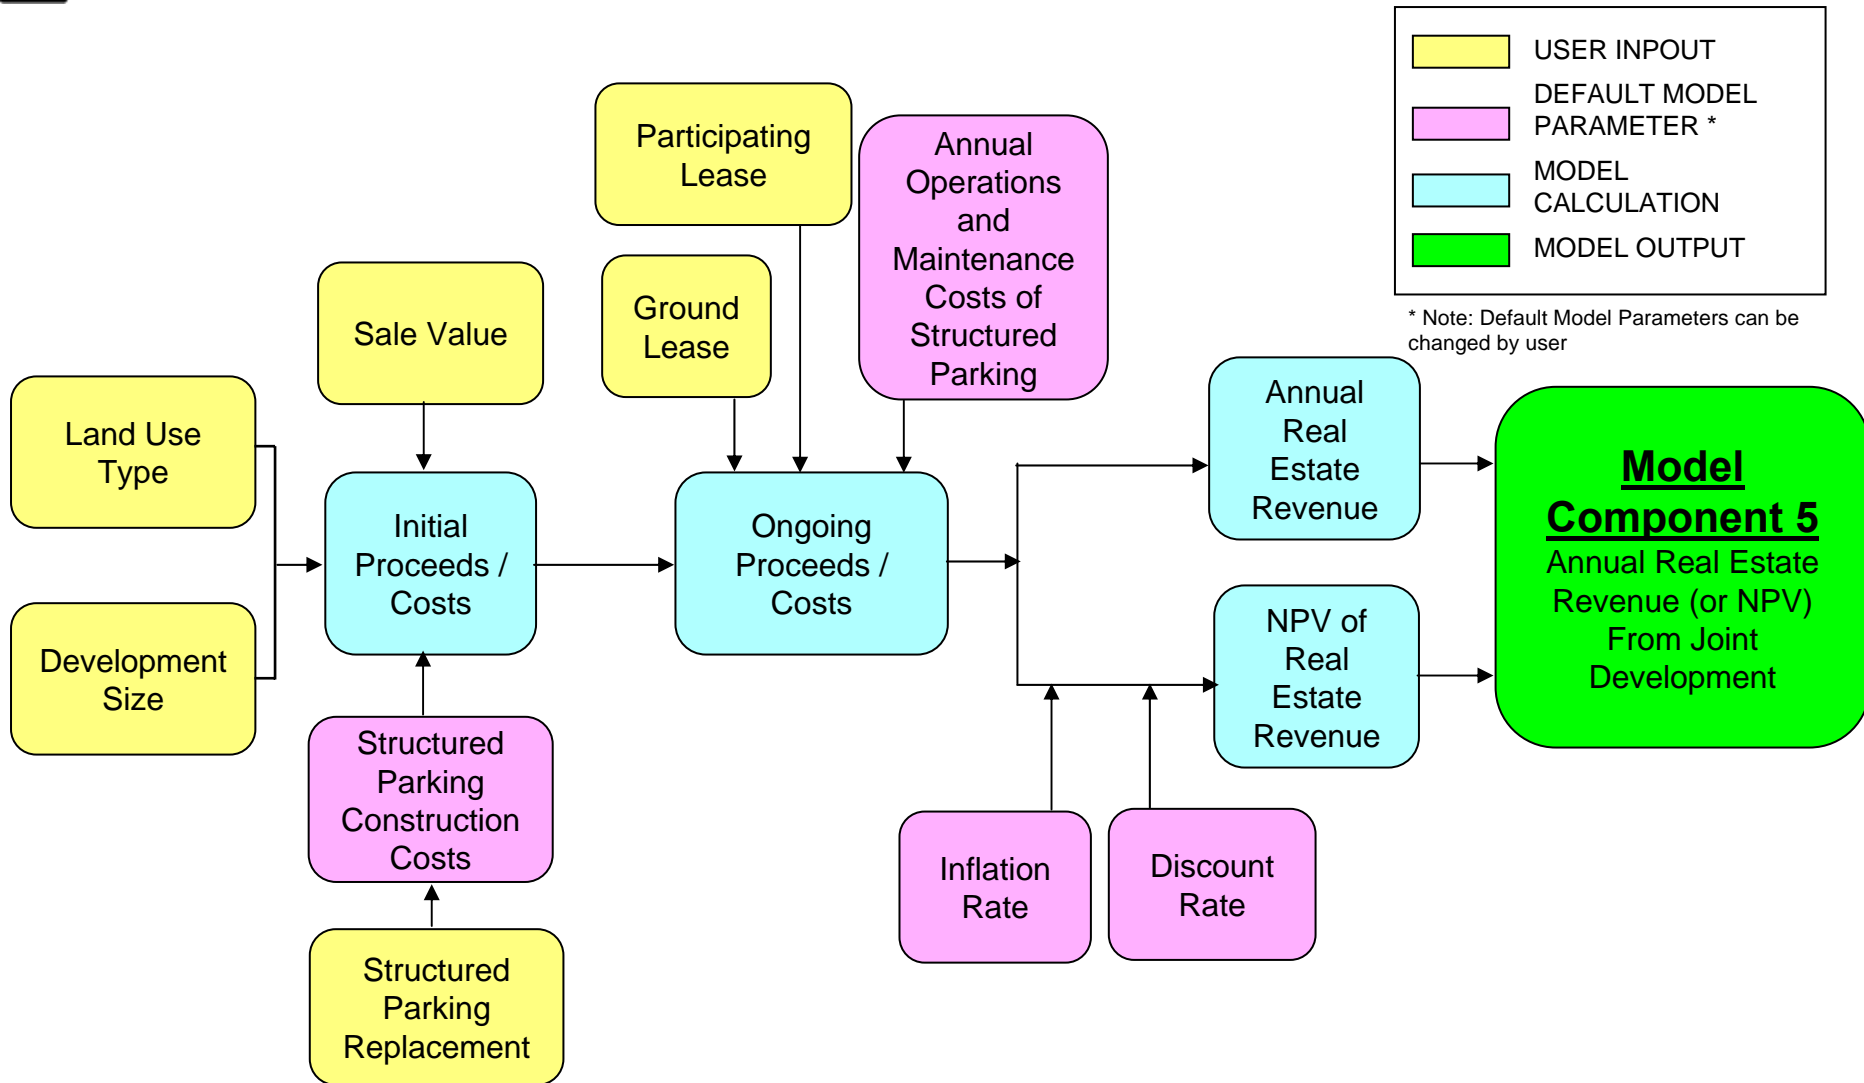 USER INPOUT
DEFAULT MODEL
PARAMETER *
MODEL
CALCULATION
MODEL OUTPUT
* Note: Default Model Parameters can be
changed by user
Participating
Lease
Annual
Operations
and
Maintenance
Costs of
Structured
Parking
Sale Value
Ground
Lease
Land Use
Type
Development
Size
Initial
Proceeds /
Costs
Ongoing
Proceeds /
Costs
Annual
Real
Estate
Revenue
NPV of
Real
Estate
Revenue
Model
Component 5
Annual Real Estate
Revenue (or NPV)
From Joint
Development
Structured
Parking
Construction
Costs
Inflation
Rate
Discount
Rate
Structured
Parking
Replacement